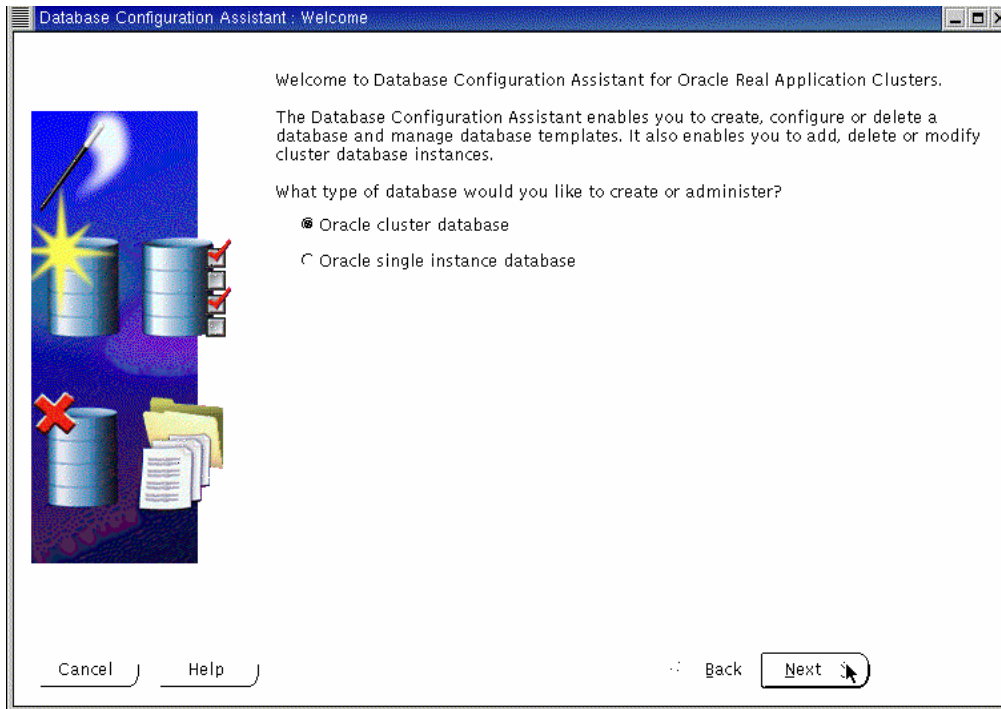 Database Configuration Assistant : Welcome
Welcome to Database Configuration Assistant for Oracle Real Application Clusters.
The Database Configuration Assistant enables you to create, configure or delete a
database and manage database templates. It also enables you to add, delete or modify
cluster database instances.
What type of database would you like to create or administer?
Oracle cluster database
Oracle single instance database
Cancel
Help
Back
Next